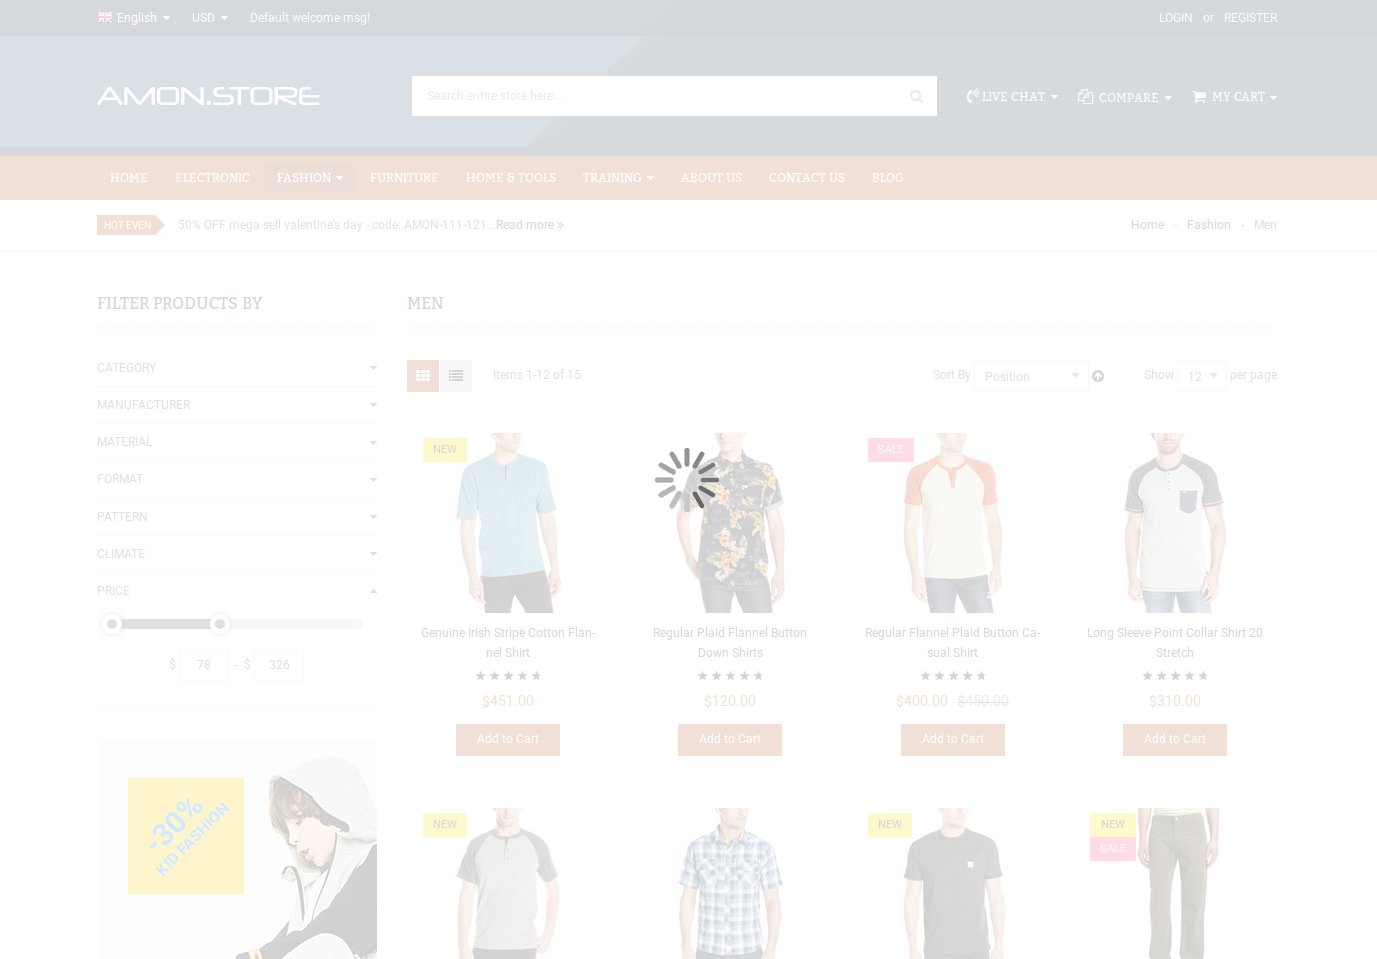 English USD Default welcome msg! LOGIN or REGISTER
AMON.STORE Search entire store here... LIVE CHAT COMPARE MY CART
HOME ELECTRONIC FASHION FURNITURE HOME & TOOLS TRAINING ABOUT US CONTACT US BLOG
HOT EVEN 50% OFF mega sell valentine's day - code: AMON-111-121...Read more » Home - Fashion - Men
FILTER PRODUCTS BY
CATEGORY
MANUFACTURER
MATERIAL
FORMAT
PATTERN
CLIMATE
PRICE
$ 78 - $ 326
-30%
KID FASHION
MEN
Items 1-12 of 15 Sort By Position Show 12 per page
NEW
Genuine Irish Stripe Cotton Flan-
nel Shirt
$451.00
Add to Cart
Regular Plaid Flannel Button
Down Shirts
$120.00
Add to Cart
SALE
Regular Flannel Plaid Button Ca-
sual Shirt
$400.00 $450.00
Add to Cart
Long Sleeve Point Collar Shirt 20
Stretch
$310.00
Add to Cart
NEW
NEW
NEW
SALE